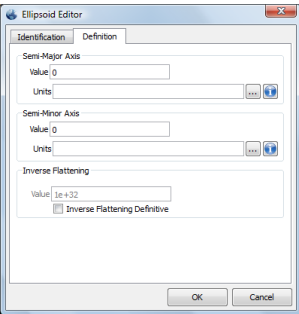 Ellipsoid Editor
Identification Definition
Semi-Major Axis
Value 0
Units ...
Semi-Minor Axis
Value 0
Units ...
Inverse Flattening
Value 1e+32
Inverse Flattening Definitive
OK Cancel